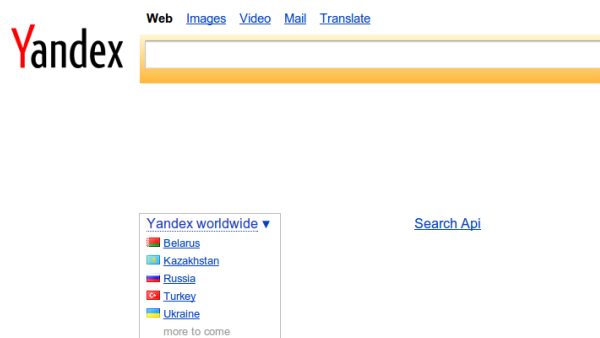 Yandex
Web Images Video Mail Translate
Yandex worldwide ▼
Belarus
Kazakhstan
Russia
Turkey
Ukraine
more to come
Search Api